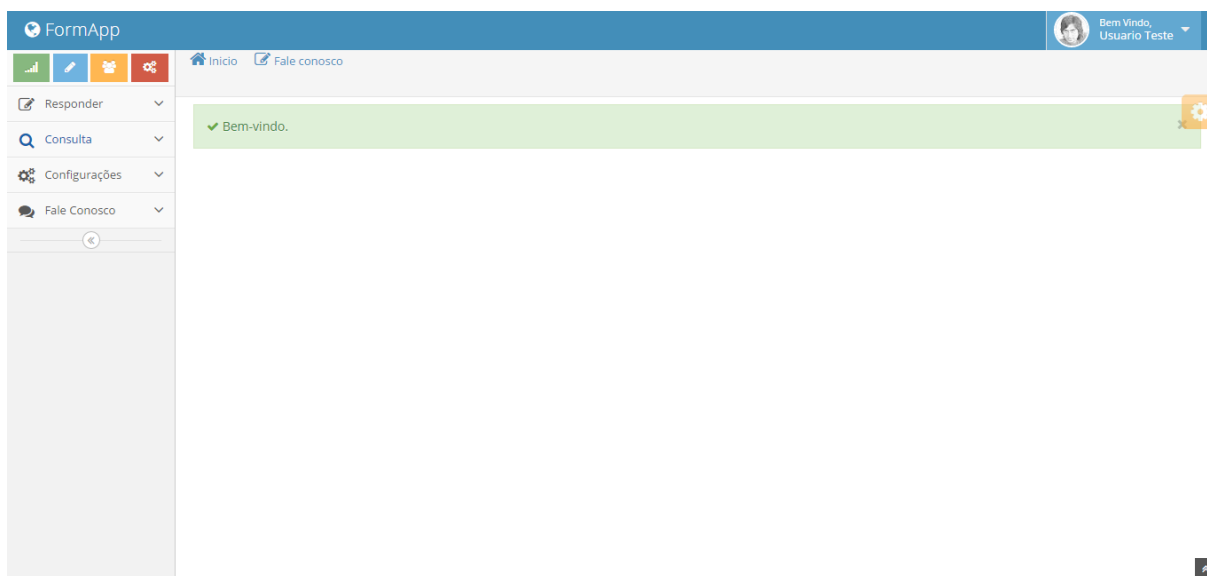 FormApp
Bem Vindo,
Usuario Teste
Inicio
Fale conosco
Responder
Consulta
Configurações
Fale Conosco
Bem-vindo.